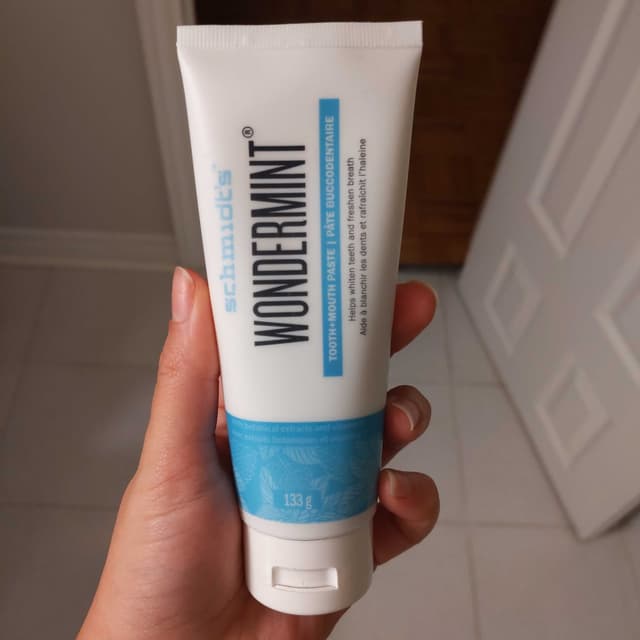 schmidt's™
WONDERMINT®
TOOTH+MOUTH PASTE | PÂTE BUCCODENTAIRE
Helps whiten teeth and freshen breath
Aide à blanchir les dents et rafraîchit l'haleine
133 g